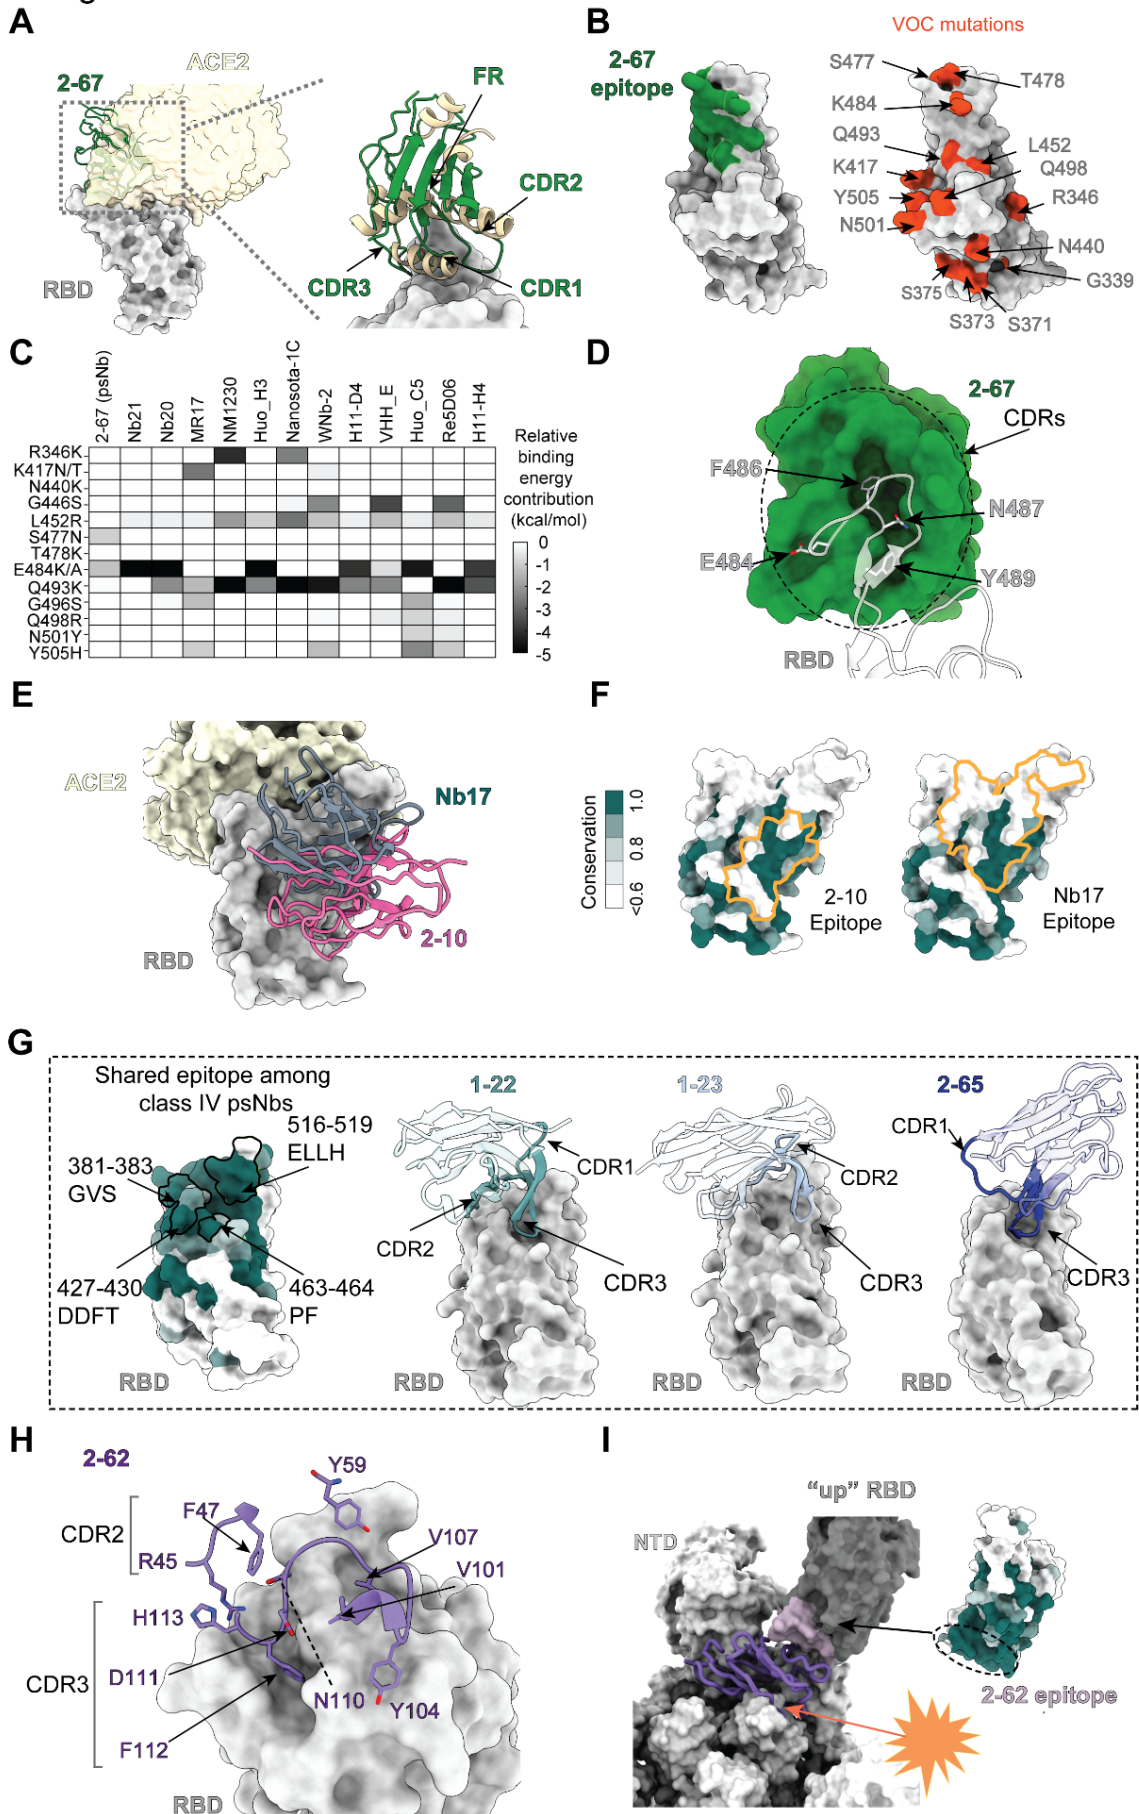 A
2-67
ACE2
RBD
FR
CDR2
CDR3
CDR1
B
2-67
epitope
VOC mutations
S477
T478
K484
Q493
L452
K417
Q498
Y505
R346
N501
N440
G339
S375
S373
S371
C
2-67 (psNb)
Nb21
Nb20
MR17
NM1230
Huo_H3
Nanosota-1C
WNb-2
H11-D4
VHH_E
Huo_C5
Re5D06
H11-H4
R346K
K417N/T
N440K
G446S
L452R
S477N
T478K
E484K/A
Q493K
G496S
Q498R
N501Y
Y505H
Relative
binding
energy
contribution
(kcal/mol)
0
-1
-2
-3
-4
-5
D
2-67
CDRs
F486
N487
E484
Y489
RBD
E
ACE2
Nb17
2-10
RBD
F
Conservation
1.0
0.8
<0.6
2-10
Epitope
Nb17
Epitope
G
Shared epitope among
class IV psNbs
516-519
ELLH
381-383
GVS
427-430
DDFT
463-464
PF
RBD
1-22
CDR1
CDR2
CDR3
RBD
1-23
CDR2
CDR3
RBD
2-65
CDR1
CDR3
RBD
H
2-62
Y59
CDR2
F47
R45
V107
V101
H113
CDR3
D111
N110
Y104
F112
RBD
I
"up" RBD
NTD
2-62 epitope